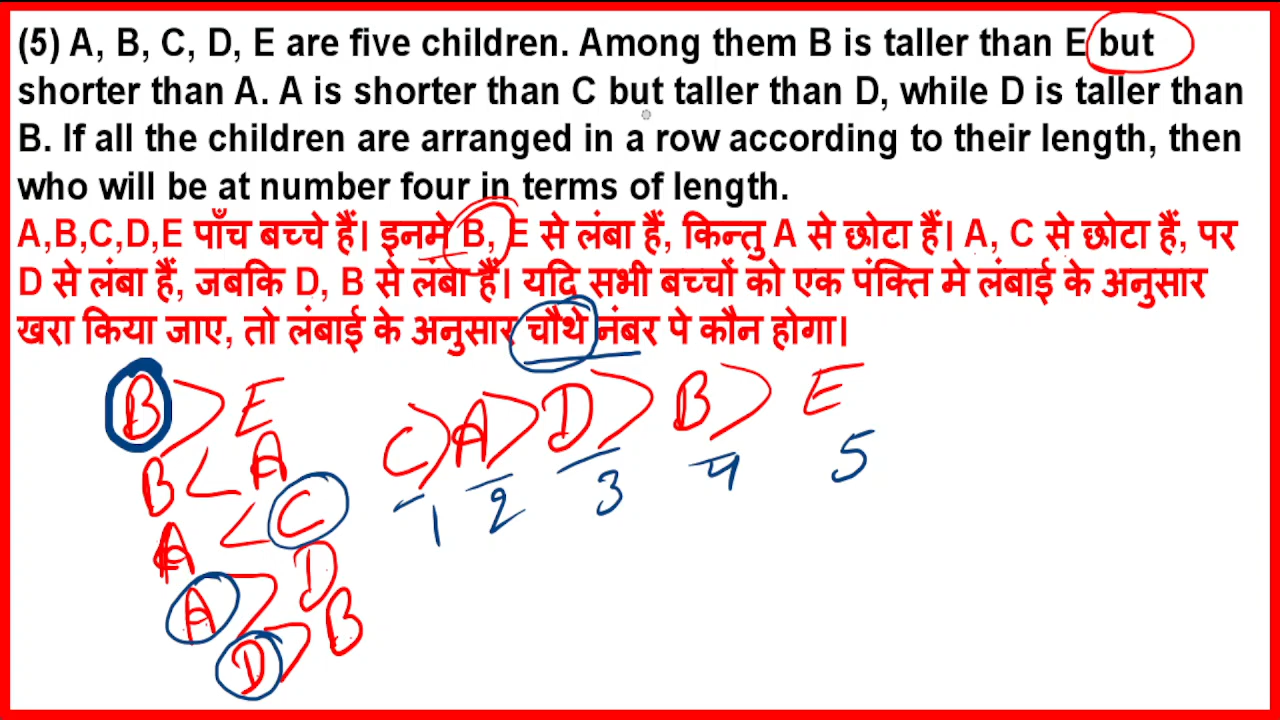 (5) A, B, C, D, E are five children. Among them B is taller than E but
shorter than A. A is shorter than C but taller than D, while D is taller than
B. If all the children are arranged in a row according to their length, then
who will be at number four in terms of length.
A,B,C,D,E पाँच बच्चे हैं। इनमे B, E से लंबा हैं, किन्तु A से छोटा हैं। A, C से छोटा हैं, पर
D से लंबा हैं, जबकि D, B से लंबा हैं। यदि सभी बच्चों को एक पंक्ति मे लंबाई के अनुसार
खरा किया जाए, तो लंबाई के अनुसार चौथे नंबर पे कौन होगा।
B > E
B < A
A < C
A > D
D > B
C > A > D > B > E
1 2 3 4 5